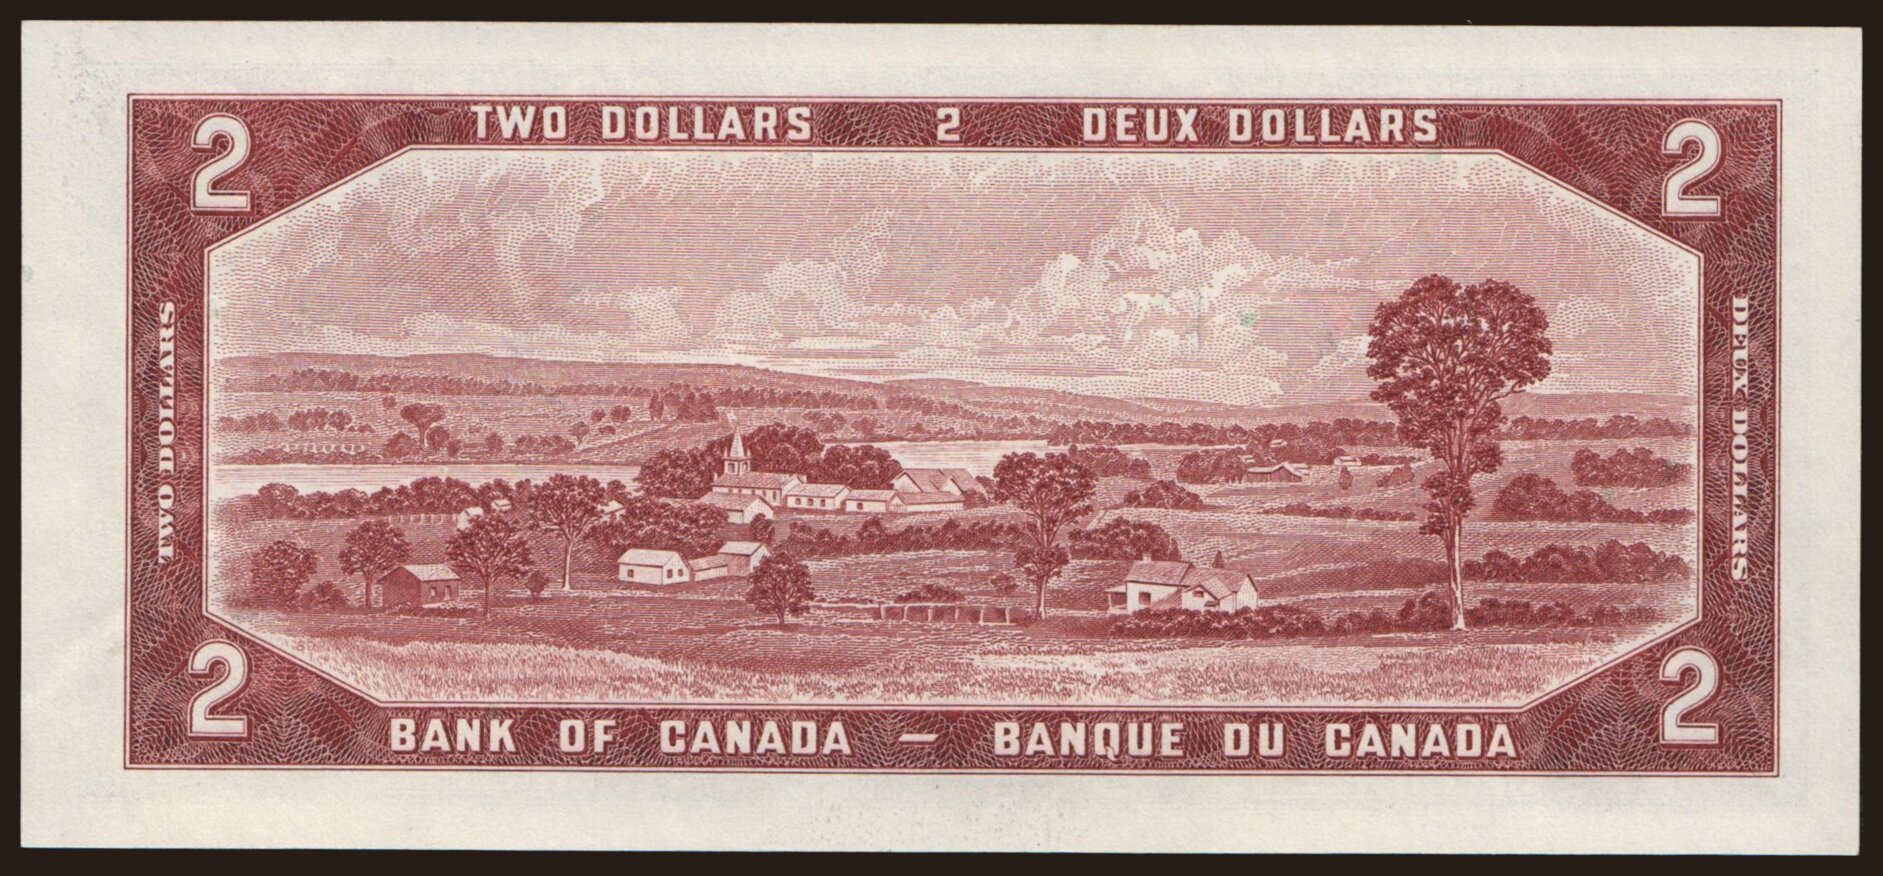 TWO DOLLARS 2 DEUX DOLLARS
2 2
TWO DOLLARS
DEUX DOLLARS
2 2
BANK OF CANADA — BANQUE DU CANADA